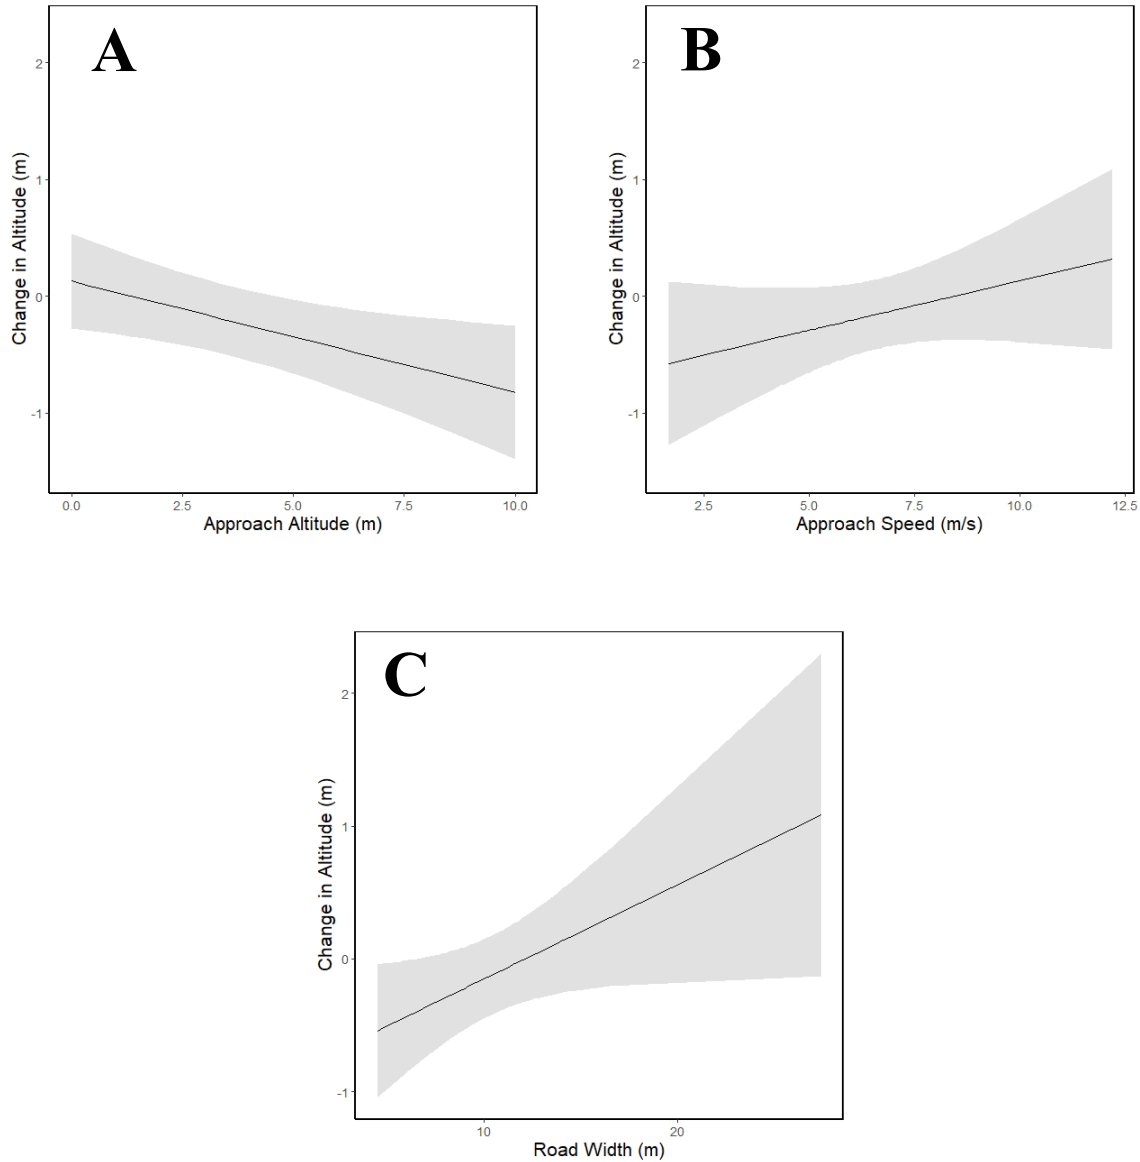 A
Change in Altitude (m)
2
1
0
-1
0.0 2.5 5.0 7.5 10.0
Approach Altitude (m)
B
Change in Altitude (m)
2
1
0
-1
2.5 5.0 7.5 10.0 12.5
Approach Speed (m/s)
C
Change in Altitude (m)
2
1
0
-1
10 20
Road Width (m)